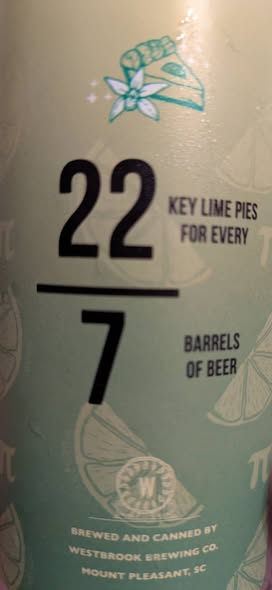 22
KEY LIME PIES
FOR EVERY
7
BARRELS
OF BEER
W
BREWED AND CANNED BY
WESTBROOK BREWING CO.
MOUNT PLEASANT, SC